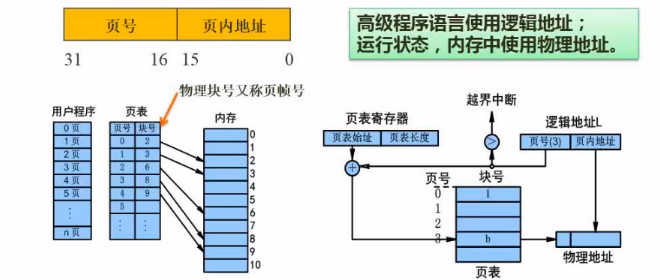 页号 页内地址
31 16 15 0
高级程序语言使用逻辑地址；
运行状态，内存中使用物理地址。
物理块号又称页帧号
用户程序
0 页
1 页
2 页
3 页
4 页
5 页
⋮
n 页
页表
页号 块号
0 2
1 3
2 6
3 8
4 9
5
⋮
内存
0
1
2
3
4
5
6
7
8
9
10
越界中断
页表寄存器
页表始址 页表长度
>
逻辑地址L
页号(3) 页内地址
+
页号
块号
0 1
1
2
3 b
页表
物理地址